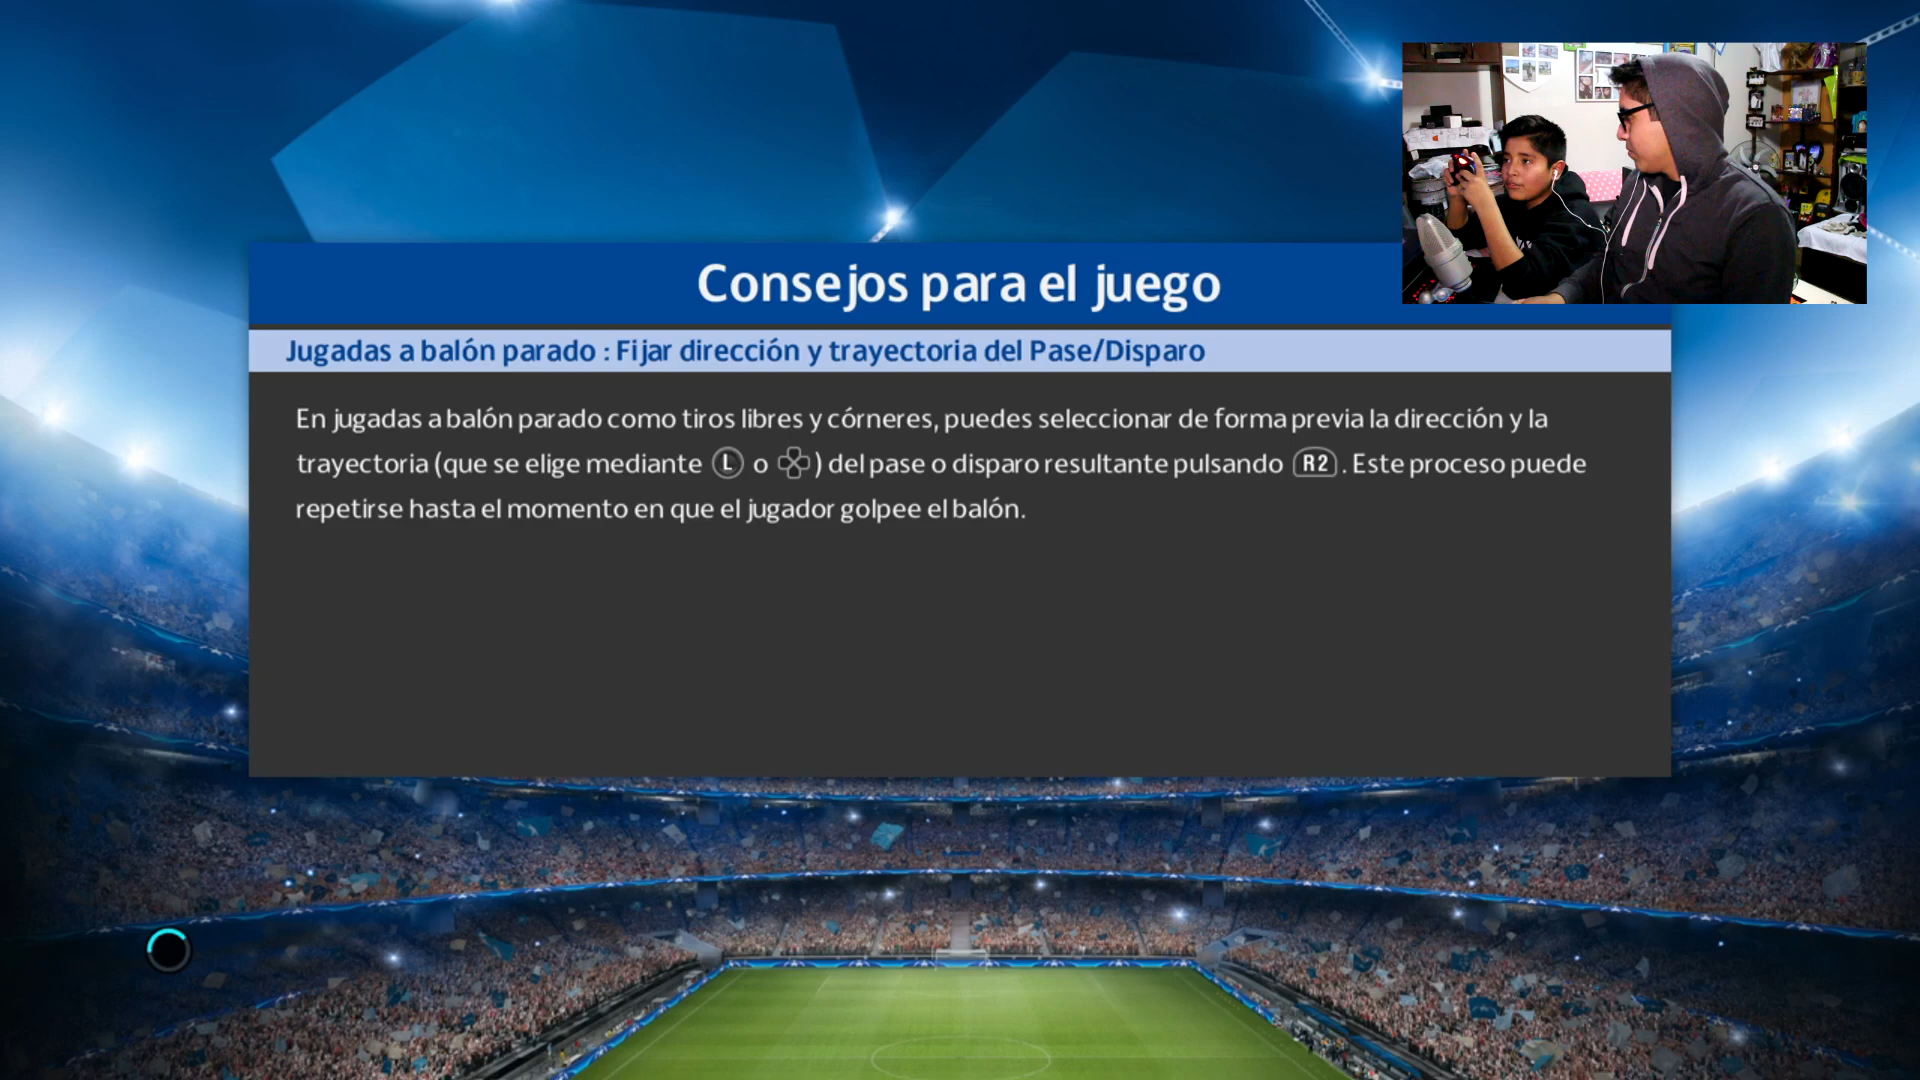 Consejos para el juego
Jugadas a balón parado : Fijar dirección y trayectoria del Pase/Disparo
En jugadas a balón parado como tiros libres y córneres, puedes seleccionar de forma previa la dirección y la
trayectoria (que se elige mediante L o ) del pase o disparo resultante pulsando R2. Este proceso puede
repetirse hasta el momento en que el jugador golpee el balón.